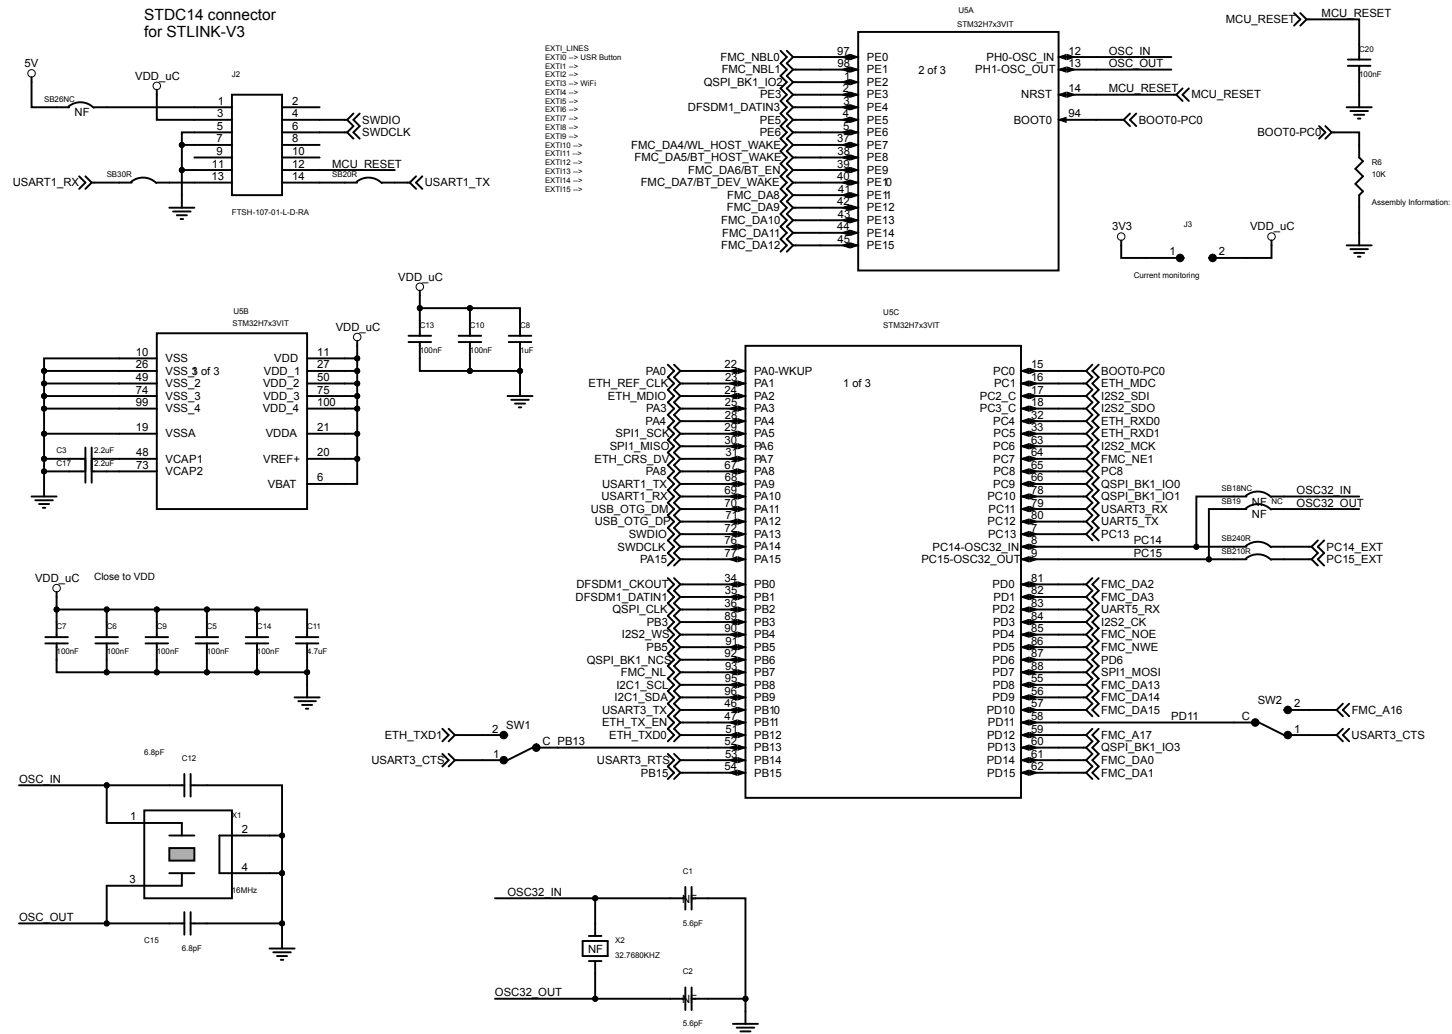 STDC14 connector
for STLINK-V3
5V
VDD_uC
J2
SB26NC
NF
1
3
5
7
9
11
13
2
4
6
8
10
12
14
SWDIO
SWDCLK
MCU_RESET
USART1_RX
SB30R
SB20R
USART1_TX
FTSH-107-01-L-D-RA
EXTI_LINES
EXTI0 --> USR Button
EXTI1 -->
EXTI2 -->
EXTI3 --> WiFi
EXTI4 -->
EXTI5 -->
EXTI6 -->
EXTI7 -->
EXTI8 -->
EXTI9 -->
EXTI10 -->
EXTI11 -->
EXTI12 -->
EXTI13 -->
EXTI14 -->
EXTI15 -->
U5A
STM32H7x3VIT
2 of 3
FMC_NBL0 97 PE0
FMC_NBL1 98 PE1
QSPI_BK1_IO2 1 PE2
PE3 2 PE3
DFSDM1_DATIN3 3 PE4
PE5 4 PE5
PE6 5 PE6
FMC_DA4/WL_HOST_WAKE 37 PE7
FMC_DA5/BT_HOST_WAKE 38 PE8
FMC_DA6/BT_EN 39 PE9
FMC_DA7/BT_DEV_WAKE 40 PE10
FMC_DA8 41 PE11
FMC_DA9 42 PE12
FMC_DA10 43 PE13
FMC_DA11 44 PE14
FMC_DA12 45 PE15
PH0-OSC_IN 12 OSC_IN
PH1-OSC_OUT 13 OSC_OUT
NRST 14 MCU_RESET MCU_RESET
BOOT0 94 BOOT0-PC0
MCU_RESET MCU_RESET
C20
100nF
BOOT0-PC0
R6
10K
Assembly Information:
3V3
J3
VDD_uC
1 2
Current monitoring
U5B
STM32H7x3VIT
3 of 3
VDD_uC
10 VSS VDD 11
26 VSS_1 VDD_1 27
49 VSS_2 VDD_2 50
74 VSS_3 VDD_3 75
99 VSS_4 VDD_4 100
19 VSSA VDDA 21
C3 2.2uF 48 VCAP1 VREF+ 20
C17 2.2uF 73 VCAP2
VBAT 6
VDD_uC
C13
100nF
C10
100nF
C8
1uF
U5C
STM32H7x3VIT
1 of 3
PA0 22 PA0-WKUP
ETH_REF_CLK 23 PA1
ETH_MDIO 24 PA2
PA3 25 PA3
PA4 28 PA4
SPI1_SCK 29 PA5
SPI1_MISO 30 PA6
ETH_CRS_DV 31 PA7
PA8 67 PA8
USART1_TX 68 PA9
USART1_RX 69 PA10
USB_OTG_DM 70 PA11
USB_OTG_DP 71 PA12
SWDIO 72 PA13
SWDCLK 76 PA14
PA15 77 PA15
DFSDM1_CKOUT 34 PB0
DFSDM1_DATIN1 35 PB1
QSPI_CLK 36 PB2
PB3 89 PB3
I2S2_WS 90 PB4
PB5 91 PB5
QSPI_BK1_NCS 92 PB6
FMC_NL 93 PB7
I2C1_SCL 95 PB8
I2C1_SDA 96 PB9
USART3_TX 46 PB10
ETH_TX_EN 47 PB11
ETH_TXD0 51 PB12
52 PB13
USART3_RTS 53 PB14
PB15 54 PB15
ETH_TXD1 2 SW1
C PB13
USART3_CTS 1
PC0 15 BOOT0-PC0
PC1 16 ETH_MDC
PC2_C 17 I2S2_SDI
PC3_C 18 I2S2_SDO
PC4 32 ETH_RXD0
PC5 33 ETH_RXD1
PC6 63 I2S2_MCK
PC7 64 FMC_NE1
PC8 65 PC8
PC9 66 QSPI_BK1_IO0
PC10 78 QSPI_BK1_IO1
PC11 79 USART3_RX
PC12 80 UART5_TX
PC13 7 PC13
PC14-OSC32_IN 8 PC14
PC15-OSC32_OUT 9 PC15
SB18NC OSC32_IN
NF
SB19 NC OSC32_OUT
NF
SB240R PC14_EXT
SB210R PC15_EXT
PD0 81 FMC_DA2
PD1 82 FMC_DA3
PD2 83 UART5_RX
PD3 84 I2S2_CK
PD4 85 FMC_NOE
PD5 86 FMC_NWE
PD6 87 PD6
PD7 88 SPI1_MOSI
PD8 55 FMC_DA13
PD9 56 FMC_DA14
PD10 57 FMC_DA15
PD11 58 PD11 C
PD12 59 FMC_A17
PD13 60 QSPI_BK1_IO3
PD14 61 FMC_DA0
PD15 62 FMC_DA1
SW2 2 FMC_A16
1 USART3_CTS
VDD_uC Close to VDD
C7
100nF
C6
100nF
C9
100nF
C5
100nF
C14
100nF
C11
4.7uF
6.8pF
C12
OSC_IN
1
X1
2
4
3
16MHz
OSC_OUT
C15
6.8pF
OSC32_IN
C1
NF
5.6pF
NF
X2
32.7680KHZ
OSC32_OUT
C2
NF
5.6pF